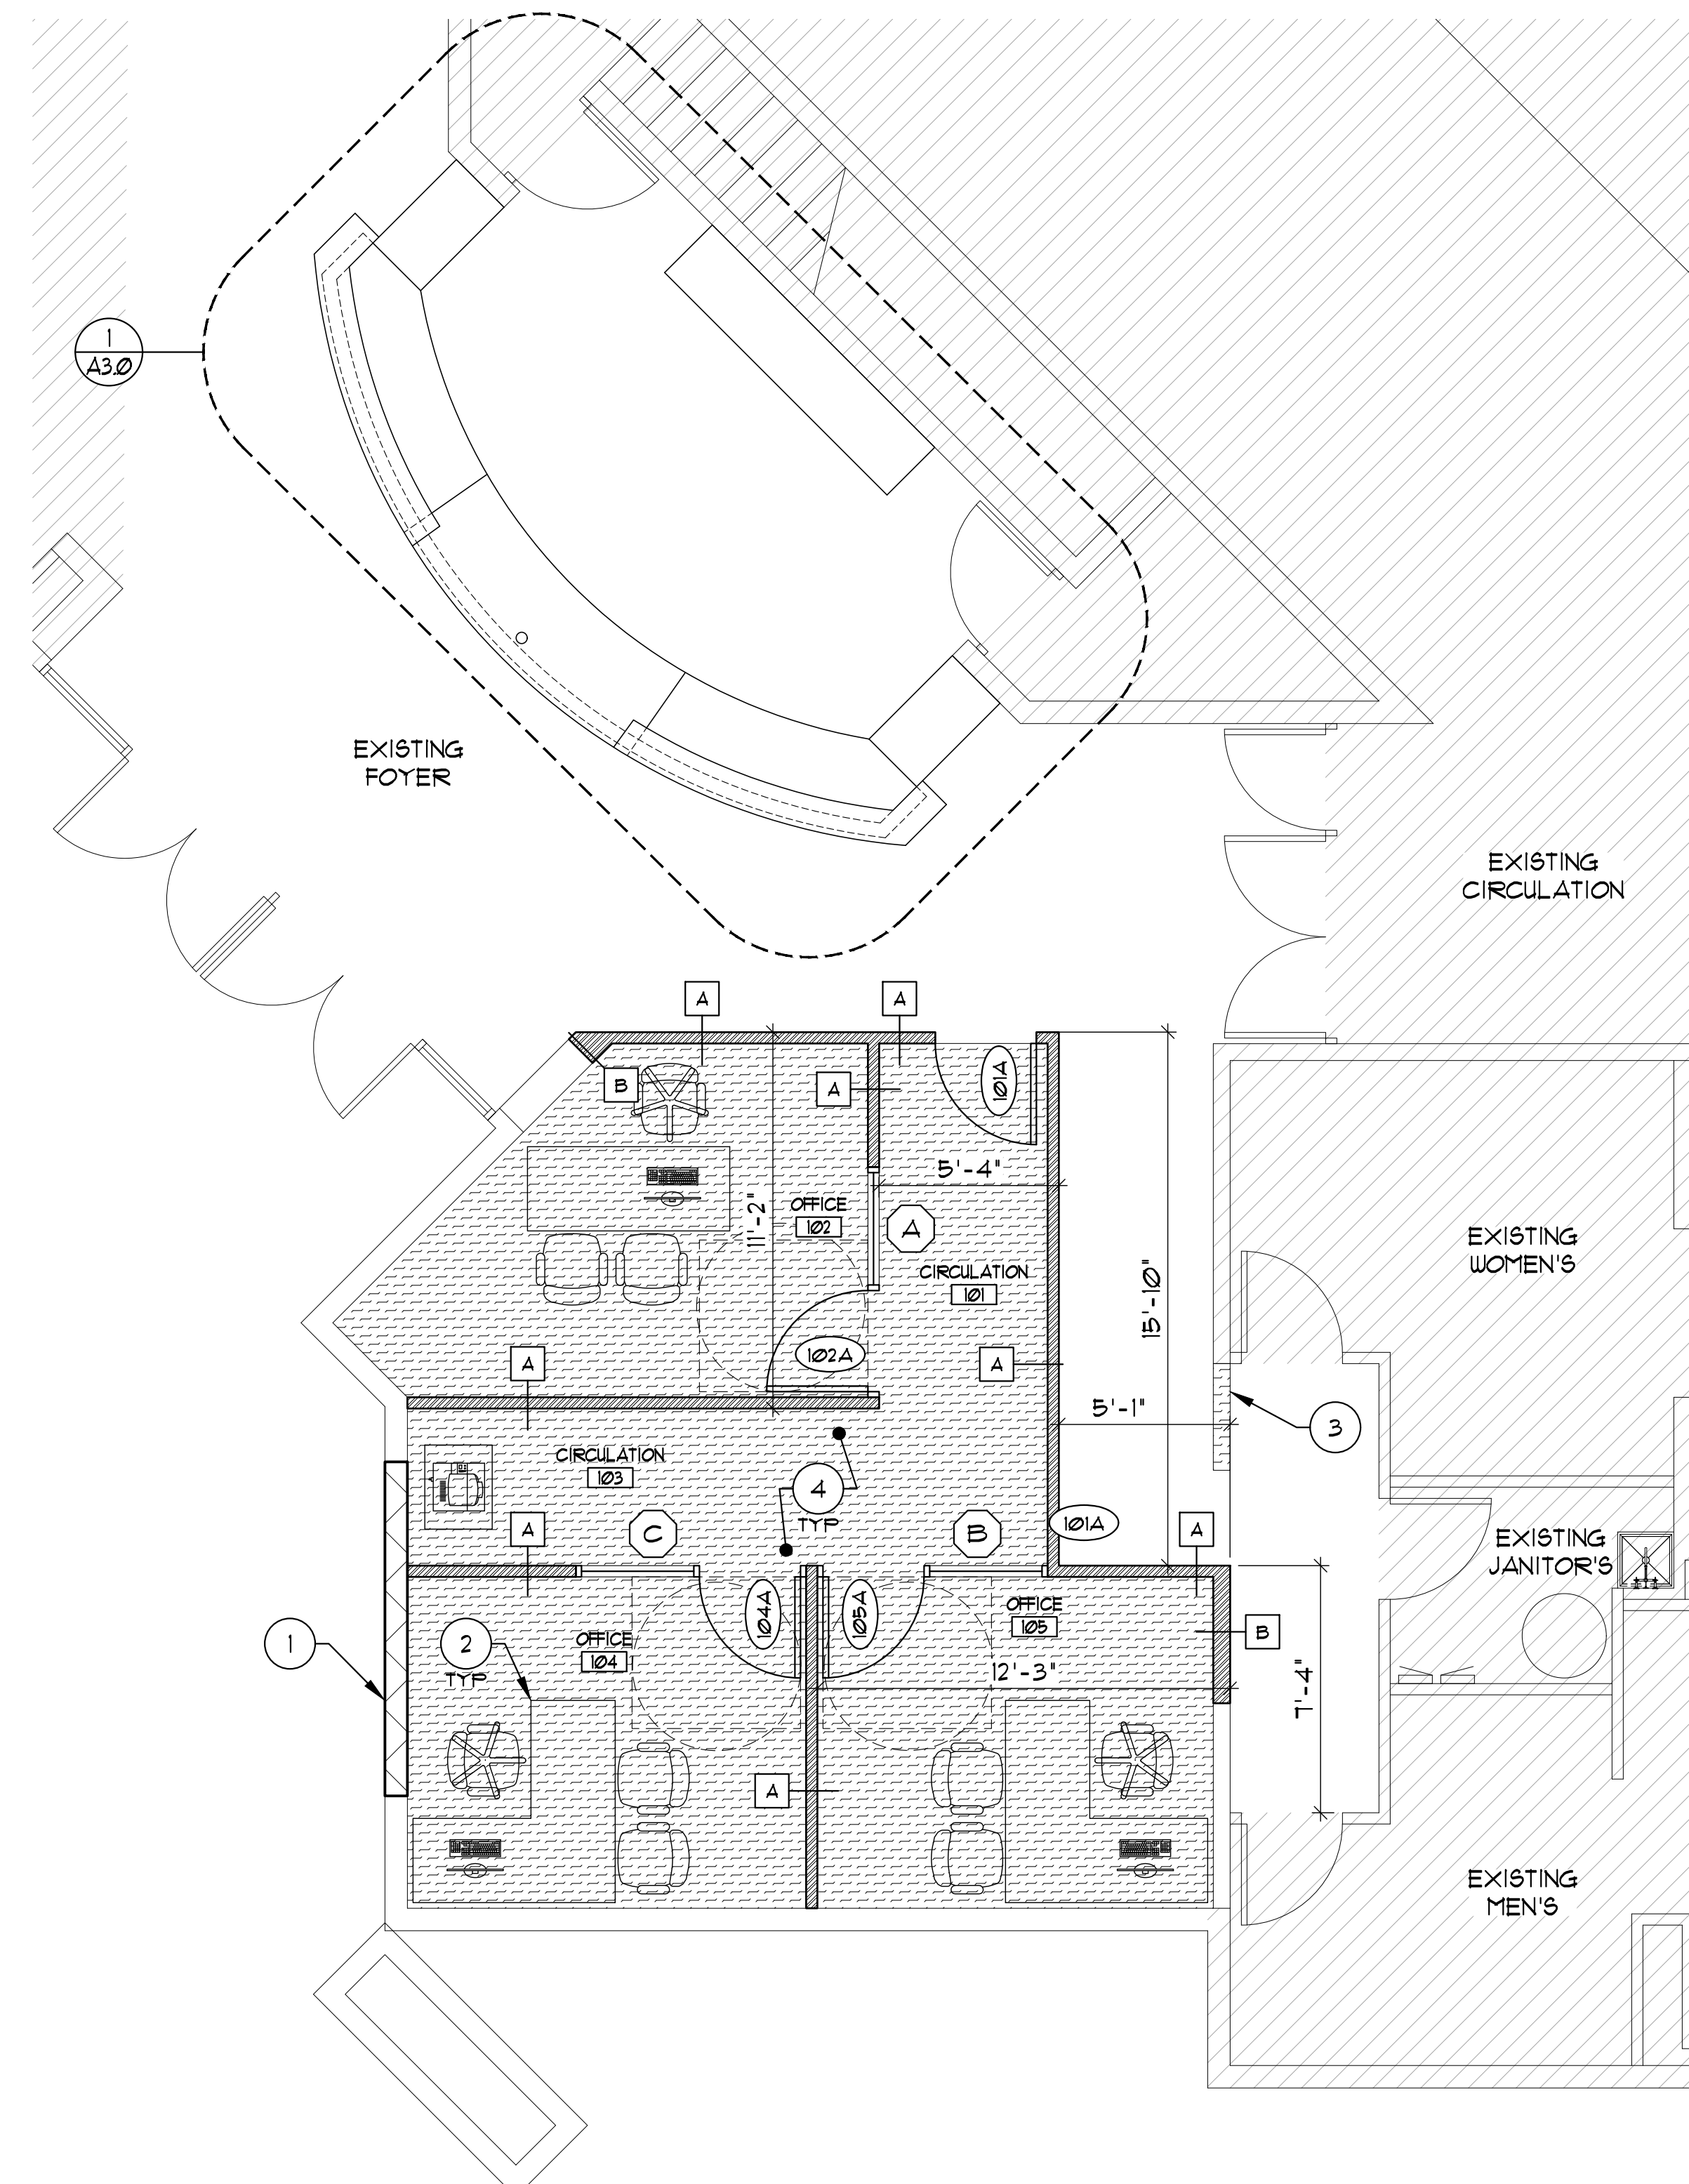 1
A3.0
EXISTING
FOYER
EXISTING
CIRCULATION
A
A
B
A
101A
5'-4"
11'-2"
OFFICE
102
A
CIRCULATION
101
EXISTING
WOMEN'S
15'-10"
102A
A
A
5'-1"
3
CIRCULATION
103
4
TYP
A
C
B
101A
A
EXISTING
JANITOR'S
104A
105A
OFFICE
105
1
2
TYP
OFFICE
104
B
12'-3"
7'-4"
A
EXISTING
MEN'S